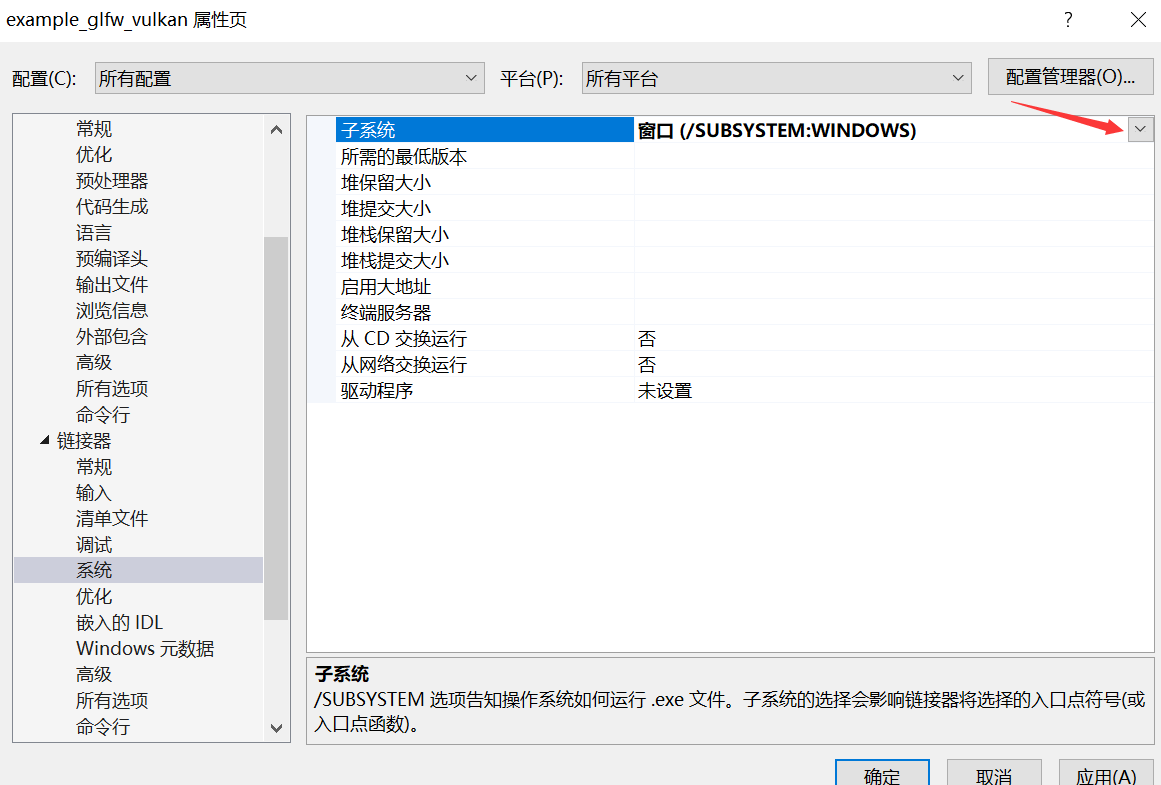 example_glfw_vulkan 属性页
配置(C): 所有配置 平台(P): 所有平台 配置管理器(O)...
常规
优化
预处理器
代码生成
语言
预编译头
输出文件
浏览信息
外部包含
高级
所有选项
命令行
链接器
常规
输入
清单文件
调试
系统
优化
嵌入的 IDL
Windows 元数据
高级
所有选项
命令行
子系统 窗口 (/SUBSYSTEM:WINDOWS)
所需的最低版本
堆保留大小
堆提交大小
堆栈保留大小
堆栈提交大小
启用大地址
终端服务器
从 CD 交换运行 否
从网络交换运行 否
驱动程序 未设置
子系统
/SUBSYSTEM 选项告知操作系统如何运行 .exe 文件。子系统的选择会影响链接器将选择的入口点符号(或
入口点函数)。
确定 取消 应用(A)